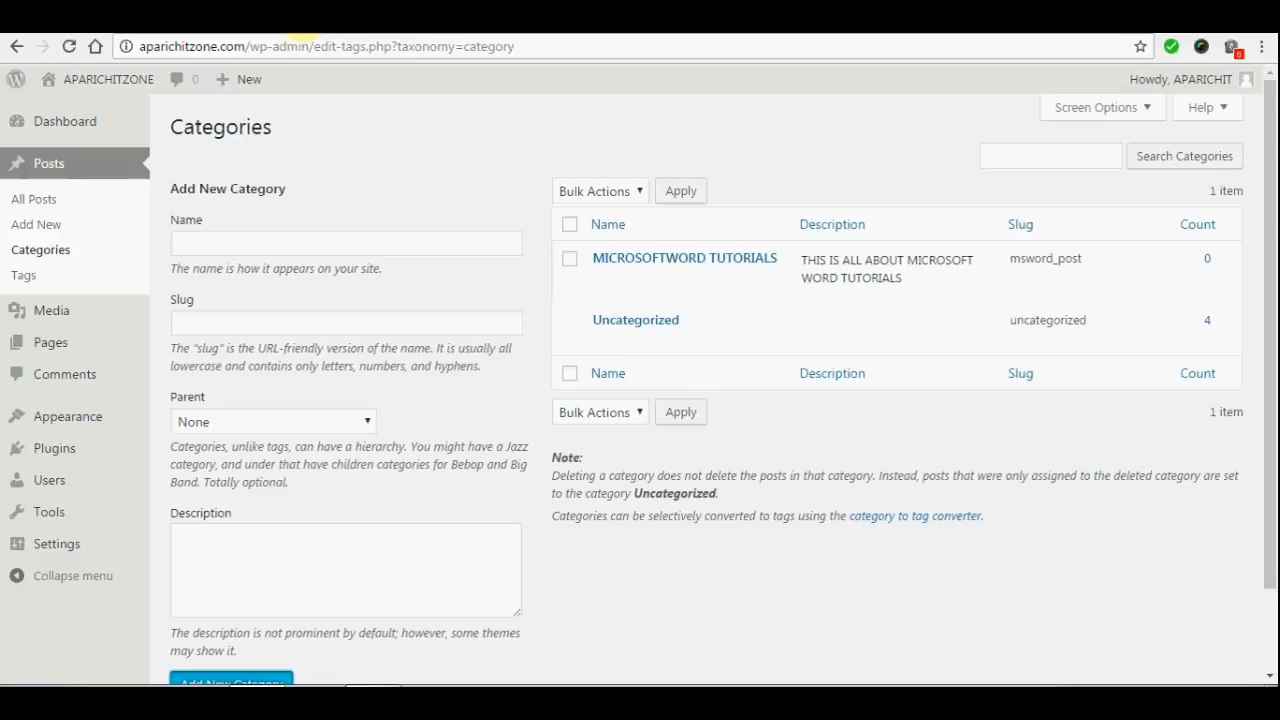 aparichitzone.com/wp-admin/edit-tags.php?taxonomy=category
6
APARICHITZONE 0 New Howdy, APARICHIT
Screen Options Help
Dashboard
Posts
All Posts
Add New
Categories
Tags
Media
Pages
Comments
Appearance
Plugins
Users
Tools
Settings
Collapse menu
Categories
Add New Category
Name
The name is how it appears on your site.
Slug
The “slug” is the URL-friendly version of the name. It is usually all
lowercase and contains only letters, numbers, and hyphens.
Parent
None
Categories, unlike tags, can have a hierarchy. You might have a Jazz
category, and under that have children categories for Bebop and Big
Band. Totally optional.
Description
The description is not prominent by default; however, some themes
may show it.
Add New Category
Search Categories
Bulk Actions Apply 1 item
Name Description Slug Count
MICROSOFTWORD TUTORIALS THIS IS ALL ABOUT MICROSOFT msword_post 0
WORD TUTORIALS
Uncategorized uncategorized 4
Name Description Slug Count
Bulk Actions Apply 1 item
Note:
Deleting a category does not delete the posts in that category. Instead, posts that were only assigned to the deleted category are set
to the category Uncategorized.
Categories can be selectively converted to tags using the category to tag converter.